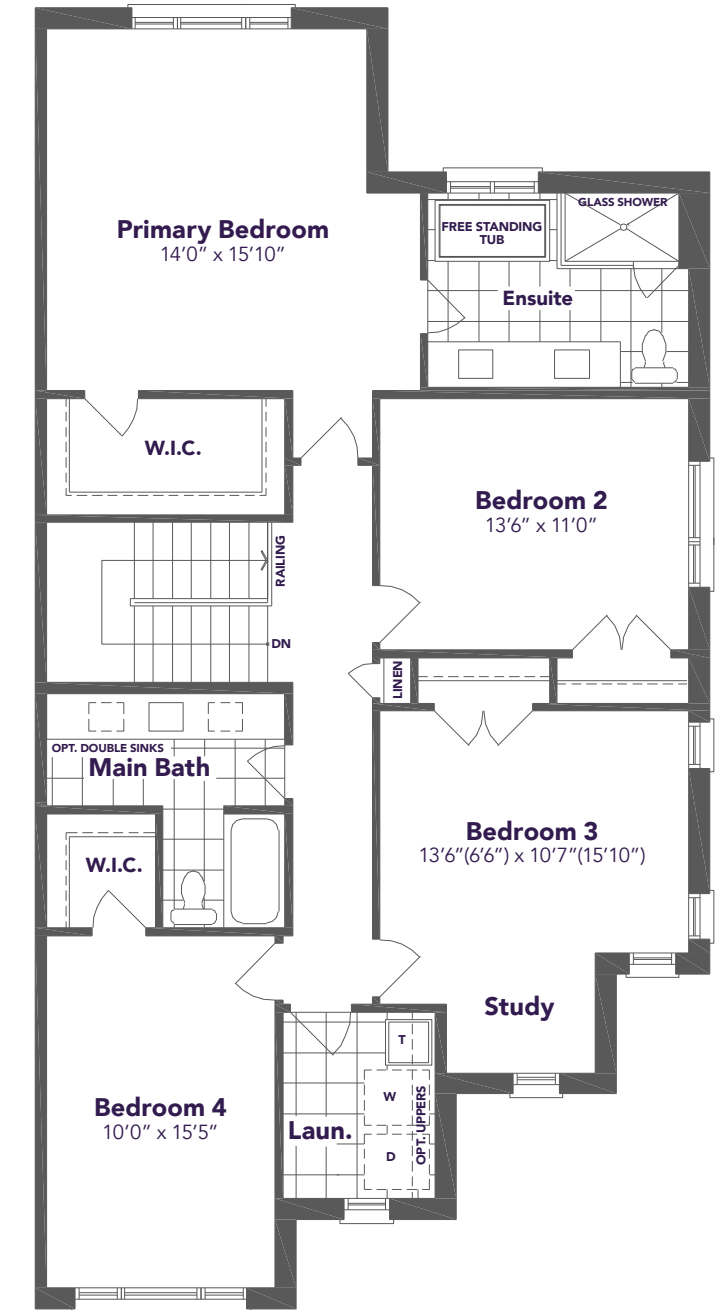 GLASS SHOWER
FREE STANDING
TUB
Primary Bedroom
14’0” x 15’10”
Ensuite
W.I.C.
Bedroom 2
13’6” x 11’0”
RAILING
DN
LINEN
OPT. DOUBLE SINKS
Main Bath
Bedroom 3
13’6”(6’6”) x 10’7”(15’10”)
W.I.C.
Study
T
W
OPT. UPPERS
Bedroom 4
10’0” x 15’5”
Laun.
D